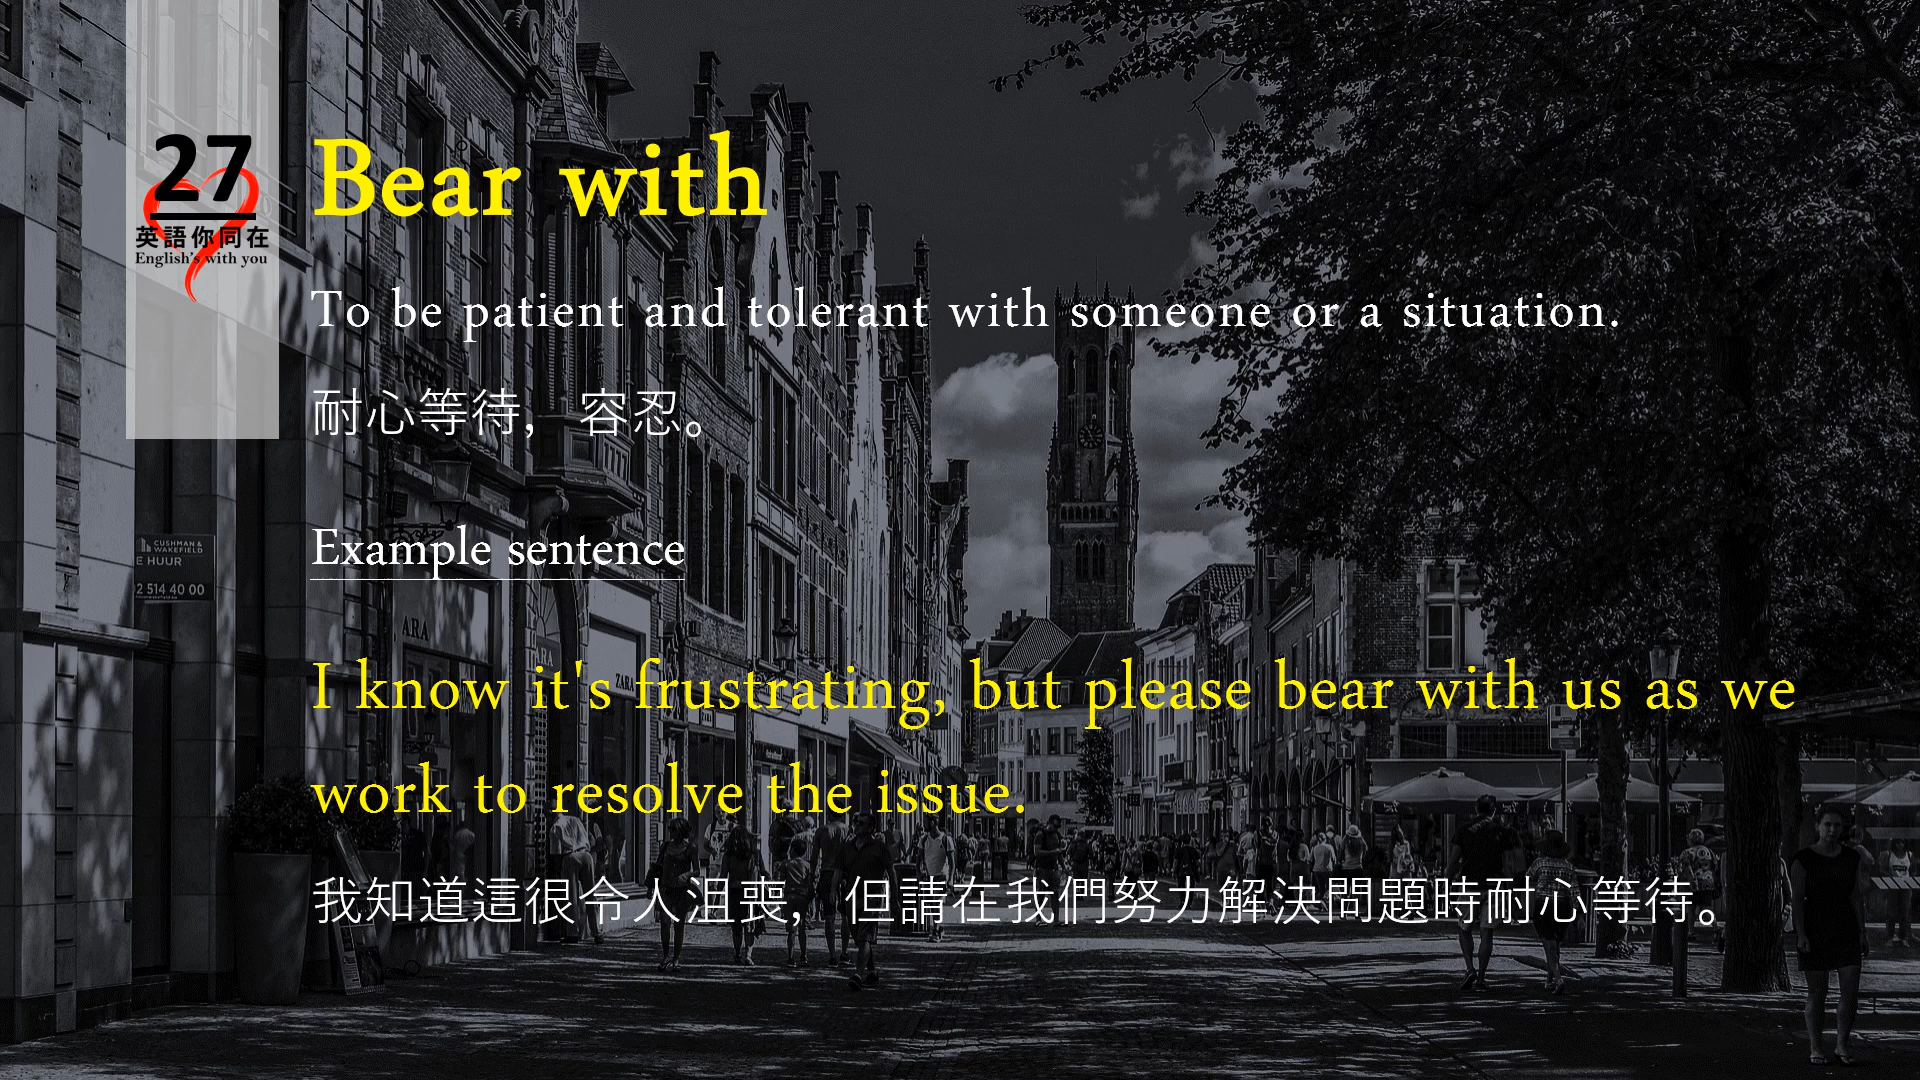 27
英語你同在
English's with you
Bear with
To be patient and tolerant with someone or a situation.
耐心等待, 容忍。
Example sentence
CUSHMAN &
WAKEFIELD
E HUUR
2 514 40 00
ARA
ARA
ZARA
I know it's frustrating, but please bear with us as we
work to resolve the issue.
我知道這很令人沮喪, 但請在我們努力解決問題時耐心等待。